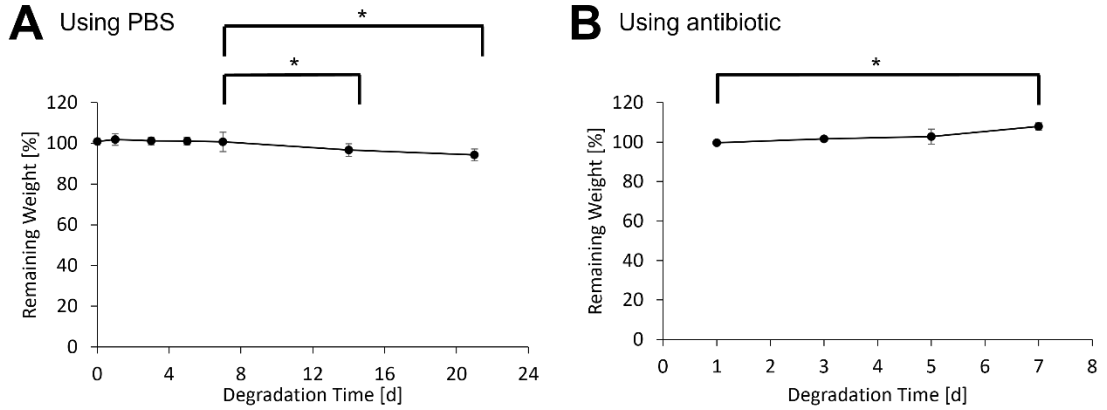 A Using PBS
*
*
120
100
80
60
40
20
0
Remaining Weight [%]
0 4 8 12 16 20 24
Degradation Time [d]
B Using antibiotic
*
120
100
80
60
40
20
0
Remaining Weight [%]
0 1 2 3 4 5 6 7 8
Degradation Time [d]